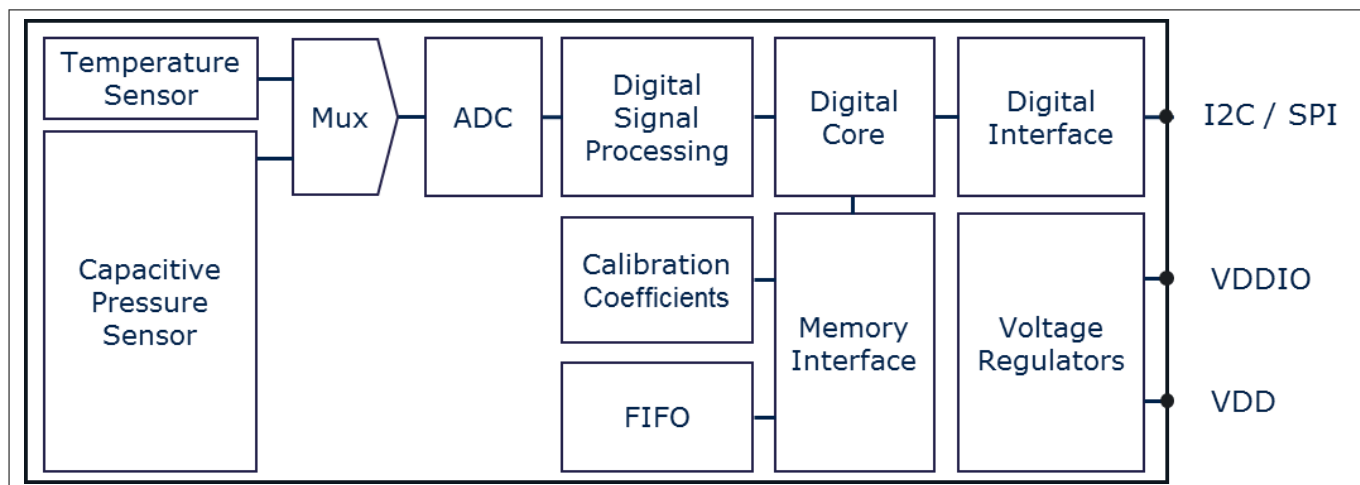 Temperature
Sensor
Mux
ADC
Digital
Signal
Processing
Digital
Core
Digital
Interface
I2C / SPI
Capacitive
Pressure
Sensor
Calibration
Coefficients
Memory
Interface
Voltage
Regulators
VDDIO
FIFO
VDD